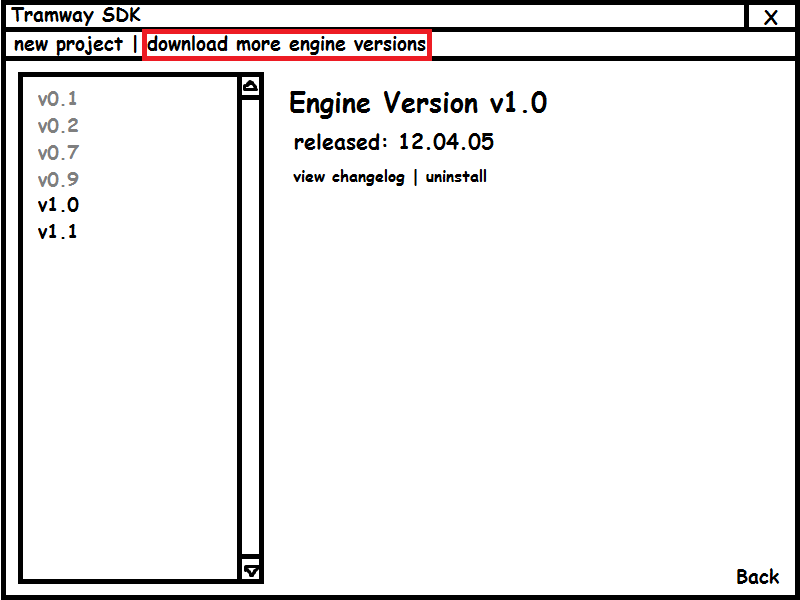 Tramway SDK X
new project | download more engine versions
v0.1
v0.2
v0.7
v0.9
v1.0
v1.1
Engine Version v1.0
released: 12.04.05
view changelog | uninstall
Back